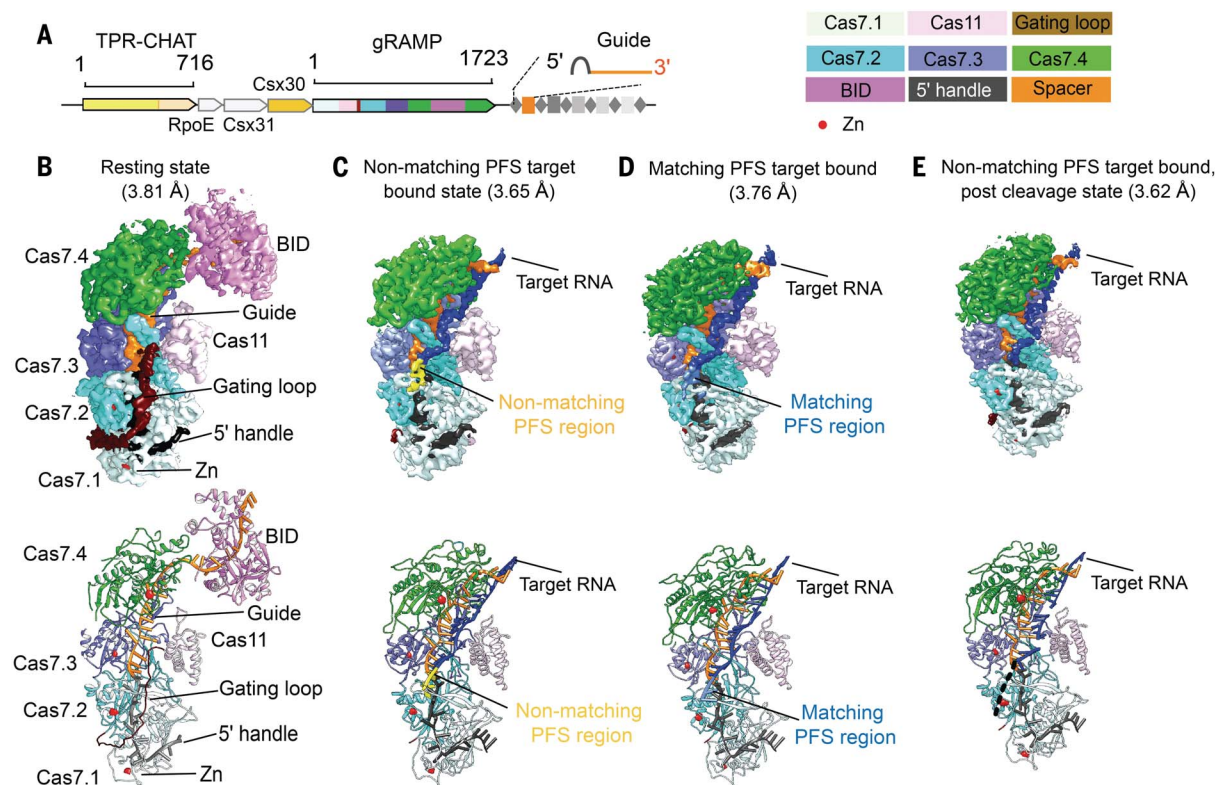 A
TPR-CHAT
1
716
gRAMP
1
1723
Csx30
RpoE
Csx31
5'
Guide
3'
Cas7.1
Cas11
Gating loop
Cas7.2
Cas7.3
Cas7.4
BID
5' handle
Spacer
Zn
B
Resting state
(3.81 Å)
Cas7.4
BID
Guide
Cas11
Cas7.3
Gating loop
Cas7.2
5' handle
Cas7.1
Zn
Cas7.4
BID
Guide
Cas11
Cas7.3
Gating loop
Cas7.2
5' handle
Cas7.1
Zn
C
Non-matching PFS target
bound state (3.65 Å)
Target RNA
Non-matching
PFS region
Target RNA
Non-matching
PFS region
D
Matching PFS target bound
(3.76 Å)
Target RNA
Matching
PFS region
Target RNA
Matching
PFS region
E
Non-matching PFS target bound,
post cleavage state (3.62 Å)
Target RNA
Target RNA